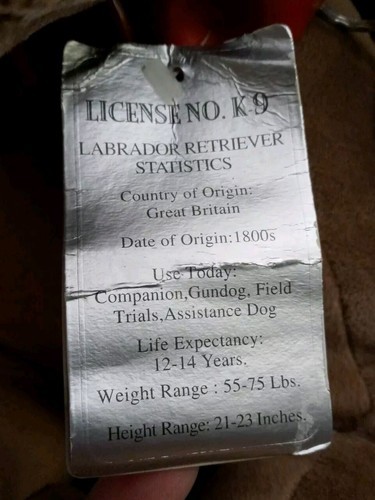 LICENSE NO. K-9
LABRADOR RETRIEVER
STATISTICS
Country of Origin:
Great Britain
Date of Origin:1800s
Use Today:
Companion,Gundog, Field
Trials,Assistance Dog
Life Expectancy:
12-14 Years.
Weight Range : 55-75 Lbs.
Height Range: 21-23 Inches.